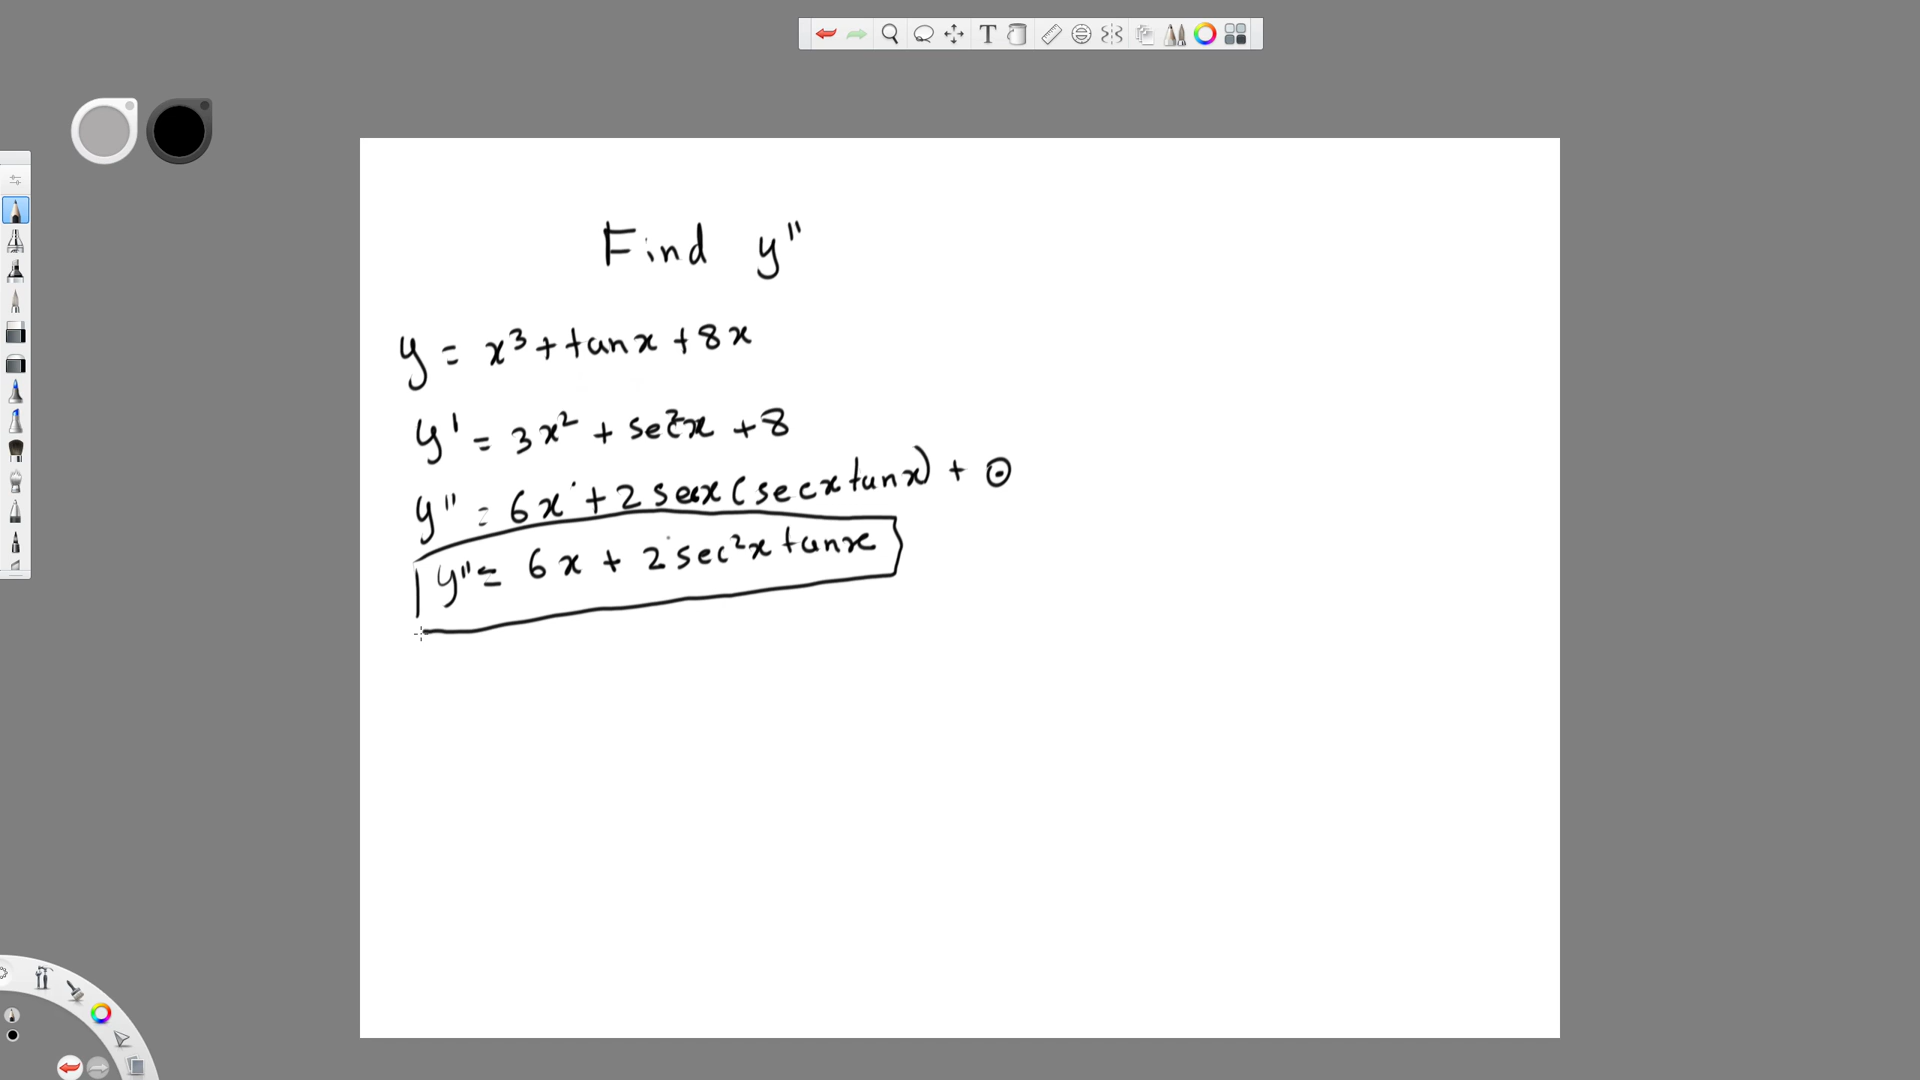 Find y"
y = x³ + tanx + 8x
y' = 3x² + sec²x + 8
y" = 6x + 2 secx (secx tanx) + 0
y" = 6x + 2 sec²x tanx